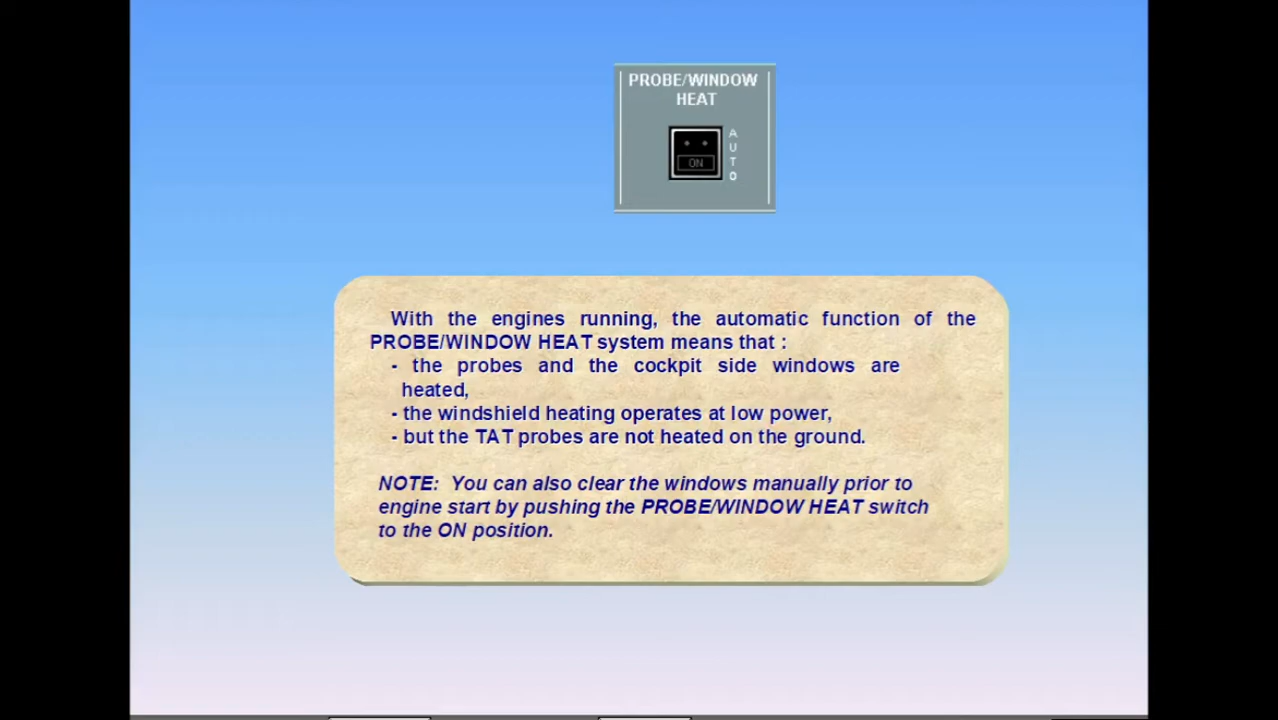 PROBE/WINDOW
HEAT
ON
A
U
T
O
With the engines running, the automatic function of the
PROBE/WINDOW HEAT system means that :
- the probes and the cockpit side windows are
heated,
- the windshield heating operates at low power,
- but the TAT probes are not heated on the ground.
NOTE: You can also clear the windows manually prior to
engine start by pushing the PROBE/WINDOW HEAT switch
to the ON position.